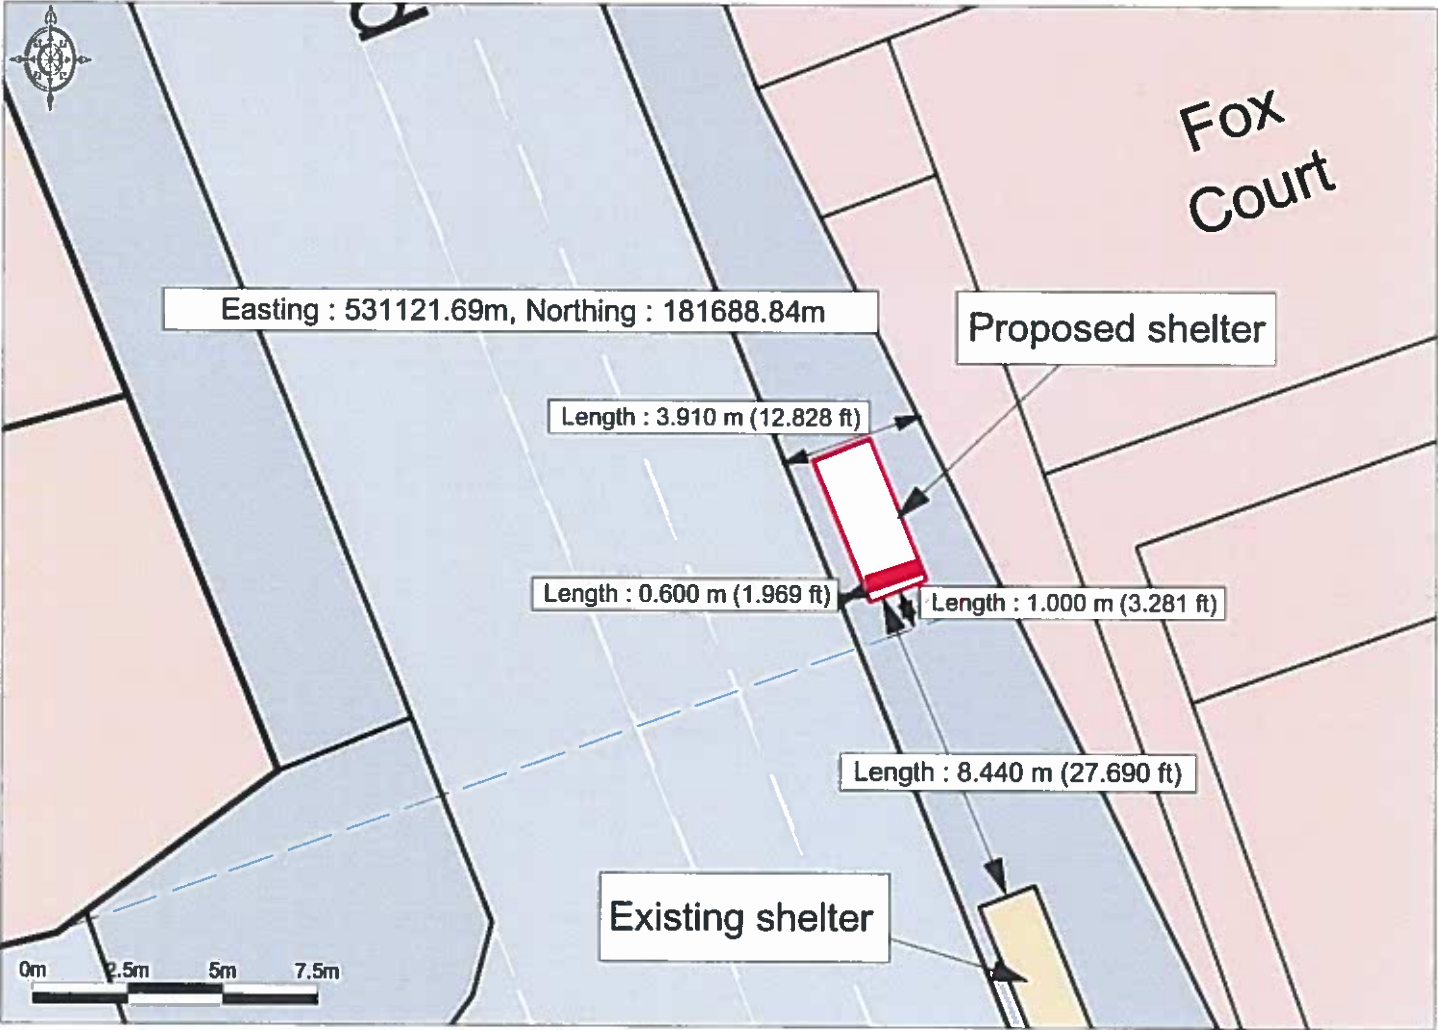 Fox
Court
Easting : 531121.69m, Northing : 181688.84m
Proposed shelter
Length : 3.910 m (12.828 ft)
Length : 0.600 m (1.969 ft)
Length : 1.000 m (3.281 ft)
Length : 8.440 m (27.690 ft)
Existing shelter
0m 2.5m 5m 7.5m